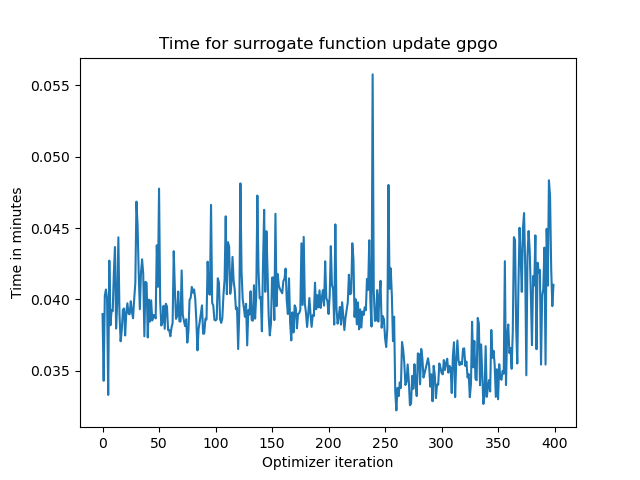 Time for surrogate function update gpgo
0.055
0.050
0.045
0.040
0.035
Time in minutes
0 50 100 150 200 250 300 350 400
Optimizer iteration